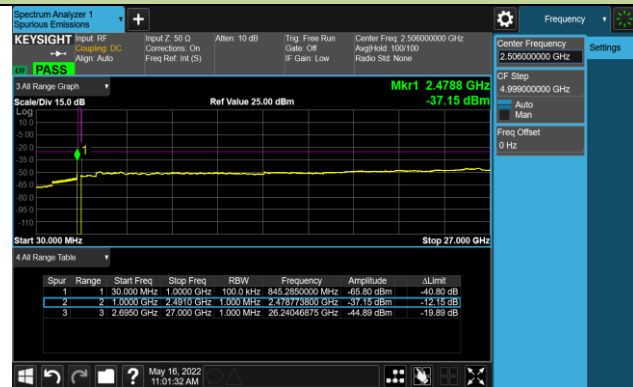 Spectrum Analyzer 1
Spurious Emissions
+
Frequency
KEYSIGHT Input: RF Input Z: 50 Ω Atten: 10 dB Trig: Free Run Center Freq: 2.506000000 GHz
Coupling: DC Corrections: On Gate: Off Avg|Hold: 100/100
Align: Auto Freq Ref: Int (S) IF Gain: Low Radio Std: None
PASS
Center Frequency
2.506000000 GHz
Settings
CF Step
4.999000000 GHz
Auto
Man
Freq Offset
0 Hz
3 All Range Graph
Mkr1 2.4788 GHz
Scale/Div 15.0 dB Ref Value 25.00 dBm -37.15 dBm
Log
10.0
-5.00
-20.0
1
-35.0
-50.0
-65.0
-80.0
-95.0
-110
Start 30.000 MHz Stop 27.000 GHz
4 All Range Table
Spur Range Start Freq Stop Freq RBW Frequency Amplitude ΔLimit
1 1 30.000 MHz 1.0000 GHz 100.0 kHz 845.2850000 MHz -65.80 dBm -40.80 dB
2 2 1.0000 GHz 2.4910 GHz 1.000 MHz 2.478773800 GHz -37.15 dBm -12.15 dB
3 3 2.6950 GHz 27.000 GHz 1.000 MHz 26.24046875 GHz -44.89 dBm -19.89 dB
? May 16, 2022
11:01:32 AM